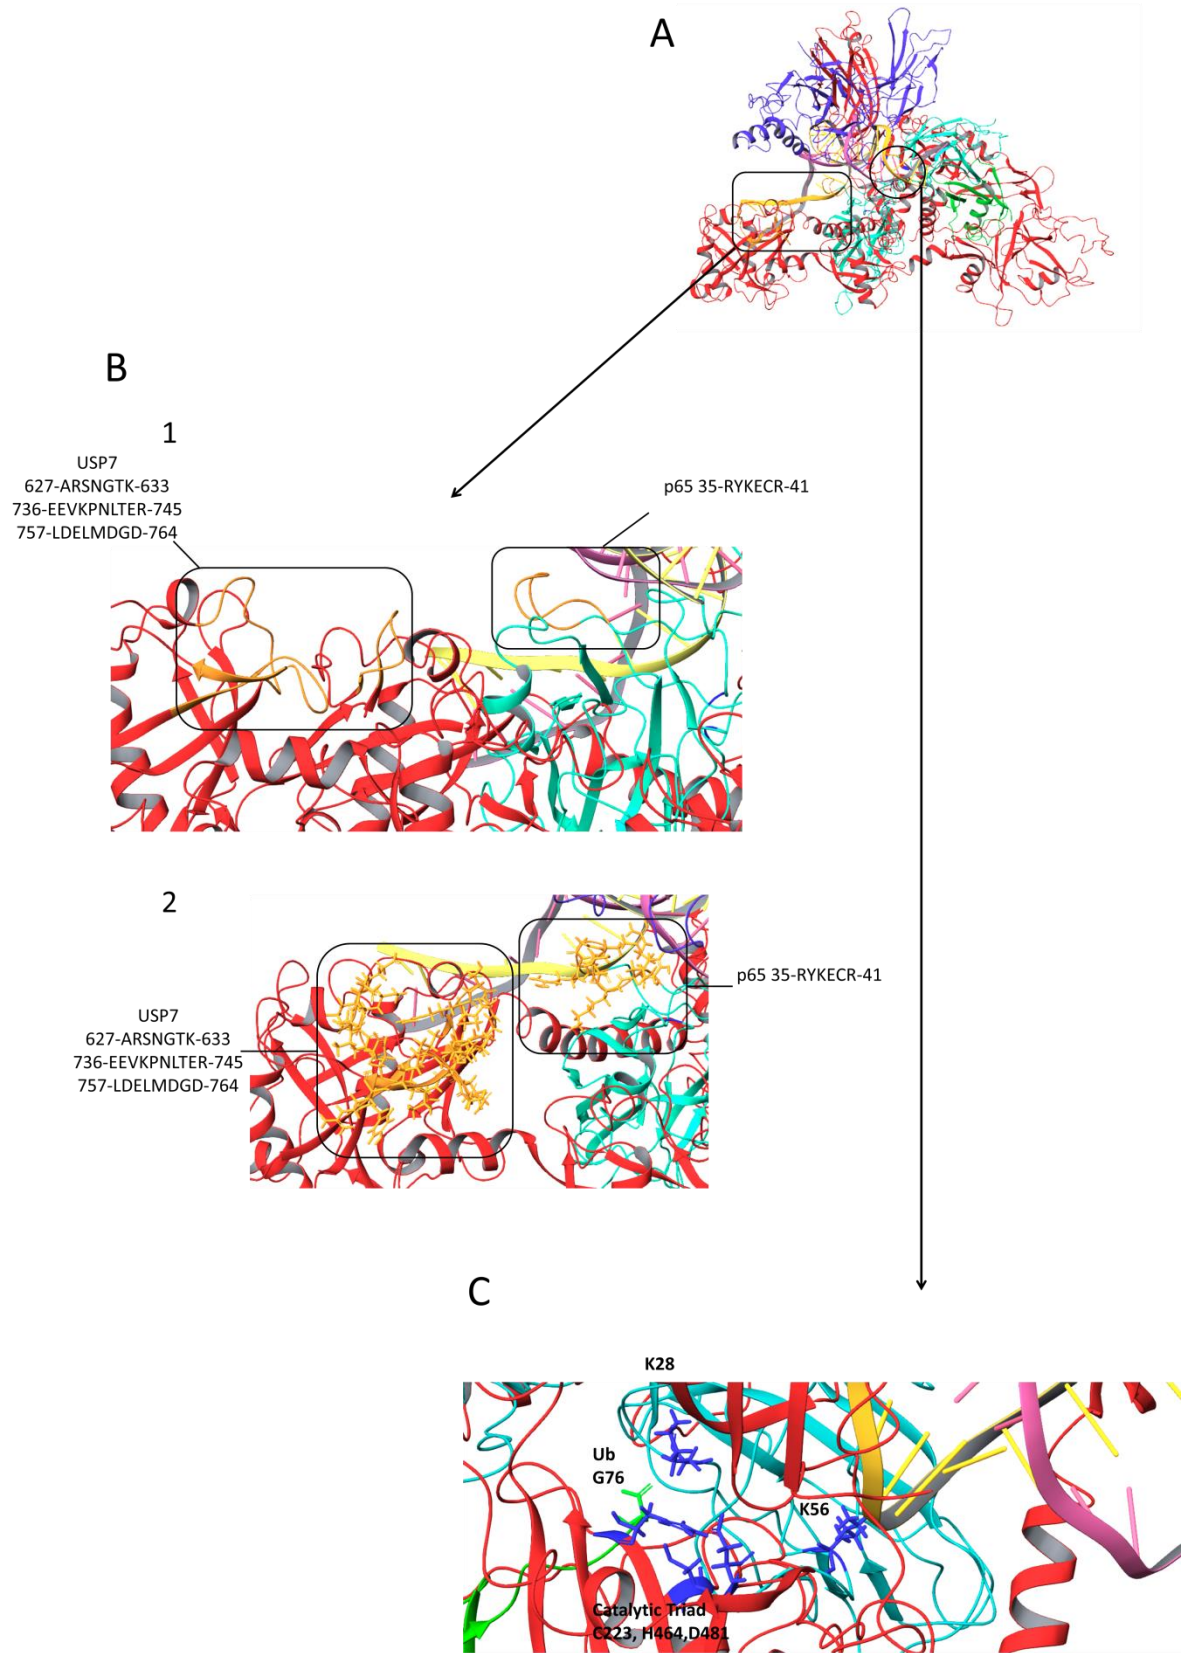 A
B
1
USP7
627-ARSNGTK-633
736-EEVKPNLTER-745
757-LDELMDGD-764
p65 35-RYKECR-41
2
USP7
627-ARSNGTK-633
736-EEVKPNLTER-745
757-LDELMDGD-764
p65 35-RYKECR-41
C
K28
Ub
G76
K56
Catalytic Triad
C223, H464,D481